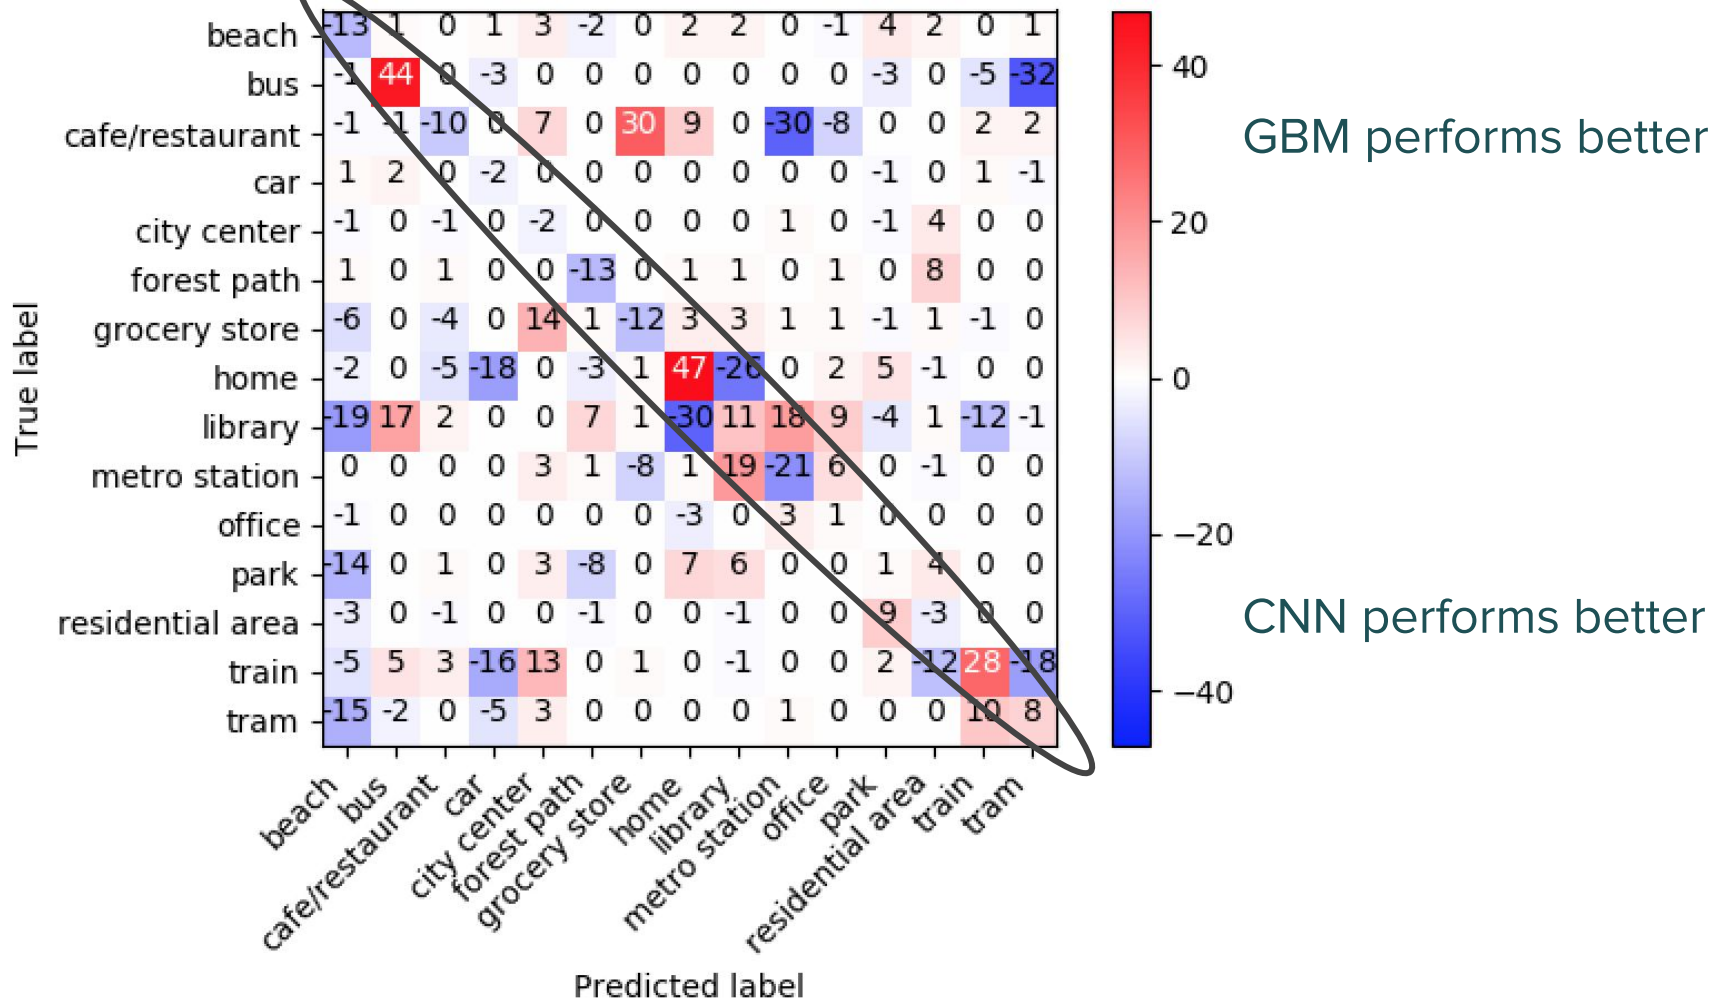 beach -13 1 0 1 3 -2 0 2 2 0 -1 4 2 0 1
bus -1 44 0 -3 0 0 0 0 0 0 0 -3 0 -5 -32
cafe/restaurant -1 -1 -10 0 7 0 30 9 0 -30 -8 0 0 2 2
car 1 2 0 -2 0 0 0 0 0 0 0 -1 0 1 -1
city center -1 0 -1 0 -2 0 0 0 0 1 0 -1 4 0 0
forest path 1 0 1 0 0 -13 0 1 1 0 1 0 8 0 0
grocery store -6 0 -4 0 14 1 -12 3 3 1 1 -1 1 -1 0
home -2 0 -5 -18 0 -3 1 47 -26 0 2 5 -1 0 0
library -19 17 2 0 0 7 1 -30 11 18 9 -4 1 -12 -1
metro station 0 0 0 0 3 1 -8 1 19 -21 6 0 -1 0 0
office -1 0 0 0 0 0 0 -3 0 3 1 0 0 0 0
park -14 0 1 0 3 -8 0 7 6 0 0 1 4 0 0
residential area -3 0 -1 0 0 -1 0 0 -1 0 0 9 -3 0 0
train -5 5 3 -16 13 0 1 0 -1 0 0 2 -12 28 -18
tram -15 -2 0 -5 3 0 0 0 0 1 0 0 0 10 8
True label
beach
bus
cafe/restaurant
car
city center
forest path
grocery store
home
library
metro station
office
park
residential area
train
tram
Predicted label
40
20
0
−20
−40
GBM performs better
CNN performs better